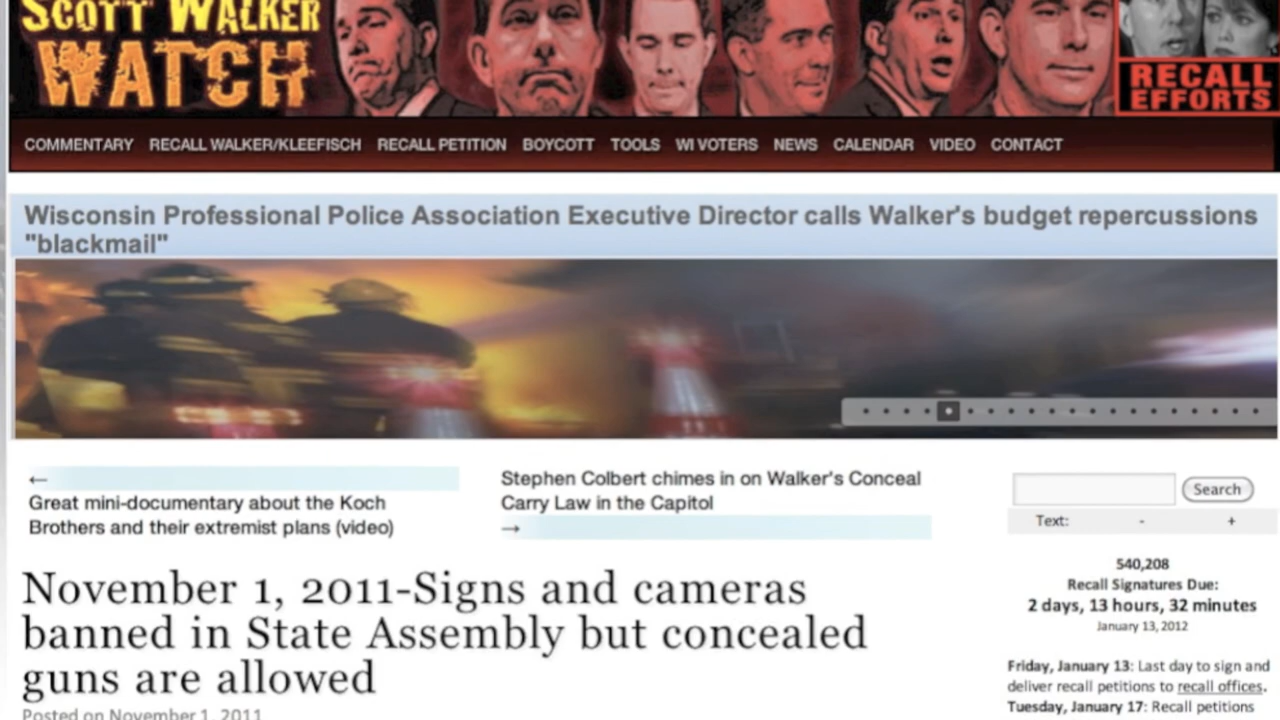 SCOTT WALKER
WATCH
RECALL
EFFORTS
COMMENTARY RECALL WALKER/KLEEFISCH RECALL PETITION BOYCOTT TOOLS WI VOTERS NEWS CALENDAR VIDEO CONTACT
Wisconsin Professional Police Association Executive Director calls Walker's budget repercussions
"blackmail"
←
Great mini-documentary about the Koch
Brothers and their extremist plans (video)
Stephen Colbert chimes in on Walker's Conceal
Carry Law in the Capitol
→
Search
Text: - +
November 1, 2011-Signs and cameras
banned in State Assembly but concealed
guns are allowed
Posted on November 1, 2011
540,208
Recall Signatures Due:
2 days, 13 hours, 32 minutes
January 13, 2012
Friday, January 13: Last day to sign and
deliver recall petitions to recall offices.
Tuesday, January 17: Recall petitions